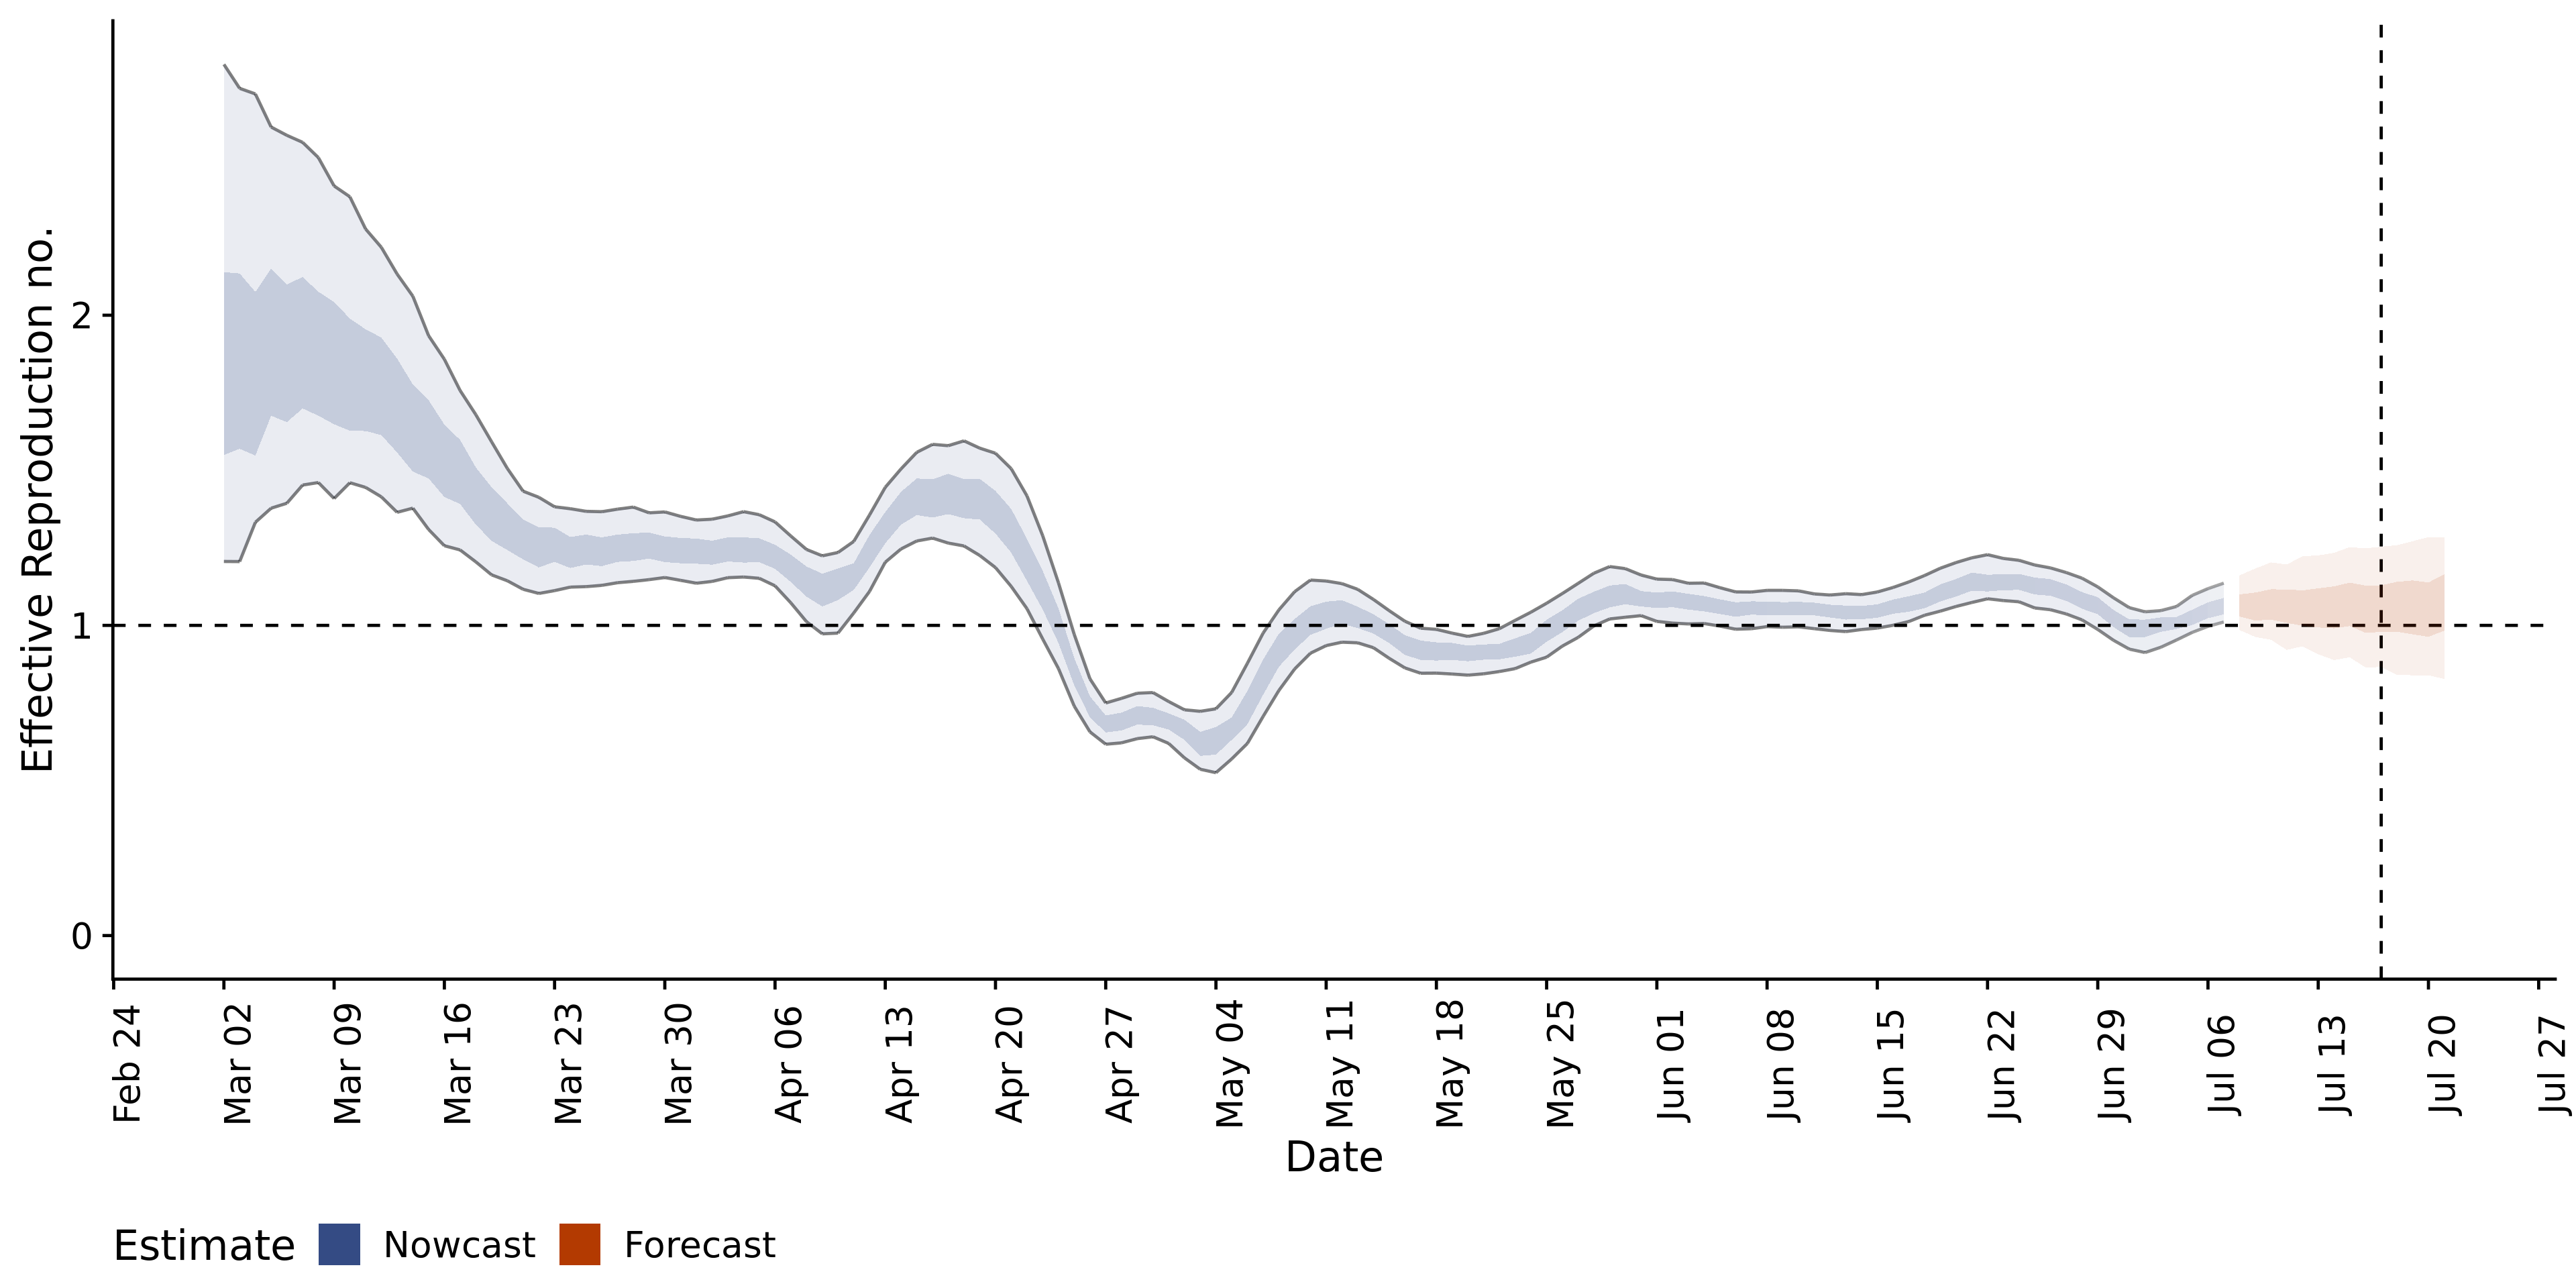 Effective Reproduction no.
2
1
0
Feb 24
Mar 02
Mar 09
Mar 16
Mar 23
Mar 30
Apr 06
Apr 13
Apr 20
Apr 27
May 04
May 11
May 18
May 25
Jun 01
Jun 08
Jun 15
Jun 22
Jun 29
Jul 06
Jul 13
Jul 20
Jul 27
Date
Estimate Nowcast Forecast